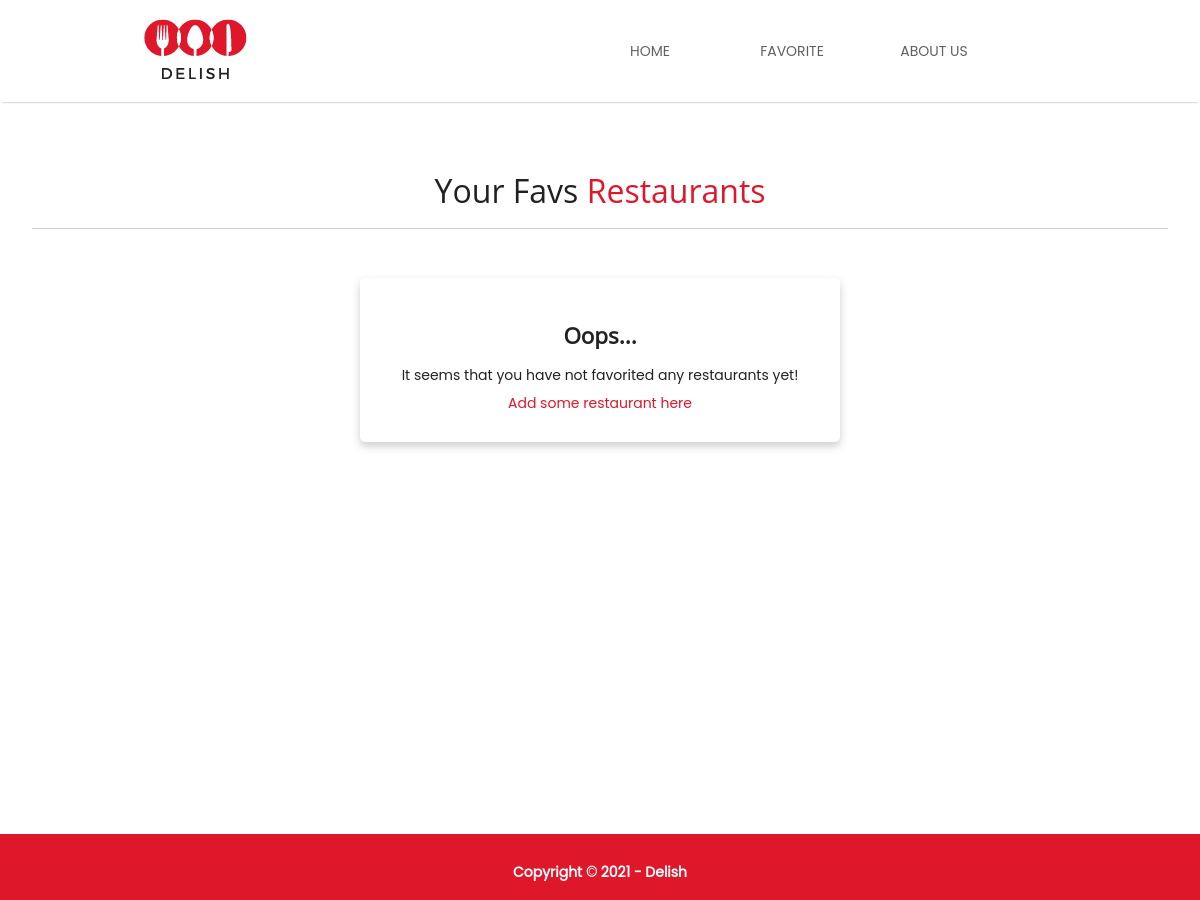 DELISH
HOME FAVORITE ABOUT US
Your Favs Restaurants
Oops...
It seems that you have not favorited any restaurants yet!
Add some restaurant here
Copyright © 2021 - Delish